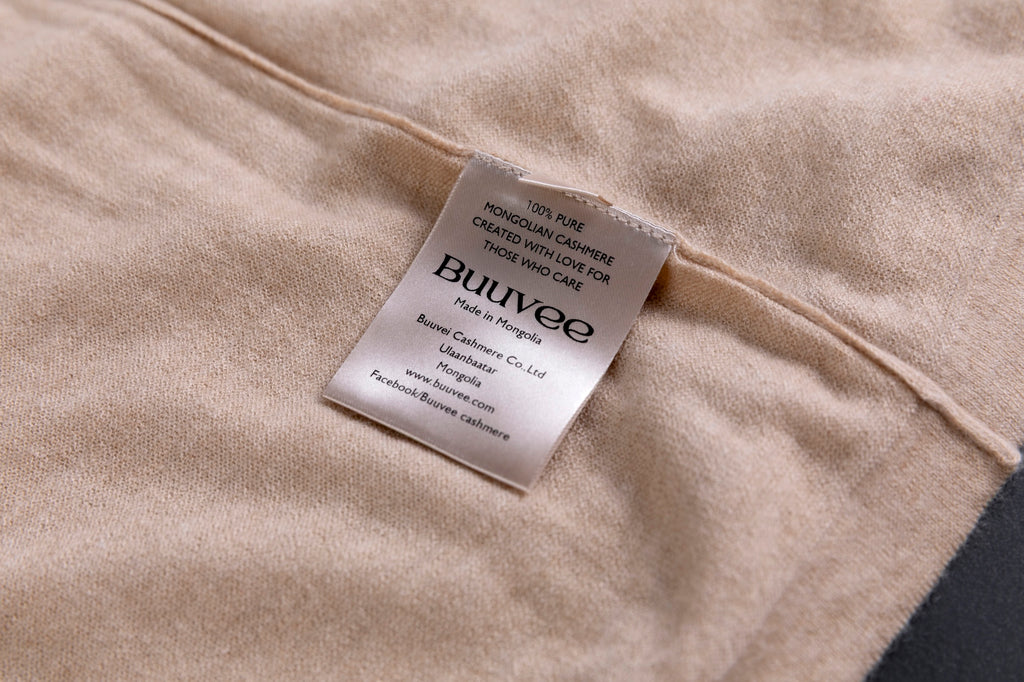 100% PURE
MONGOLIAN CASHMERE
CREATED WITH LOVE FOR
THOSE WHO CARE
Buuvee
Made in Mongolia
Buuvei Cashmere Co.,Ltd
Ulaanbaatar
Mongolia
www.buuvee.com
Facebook/Buuvee cashmere